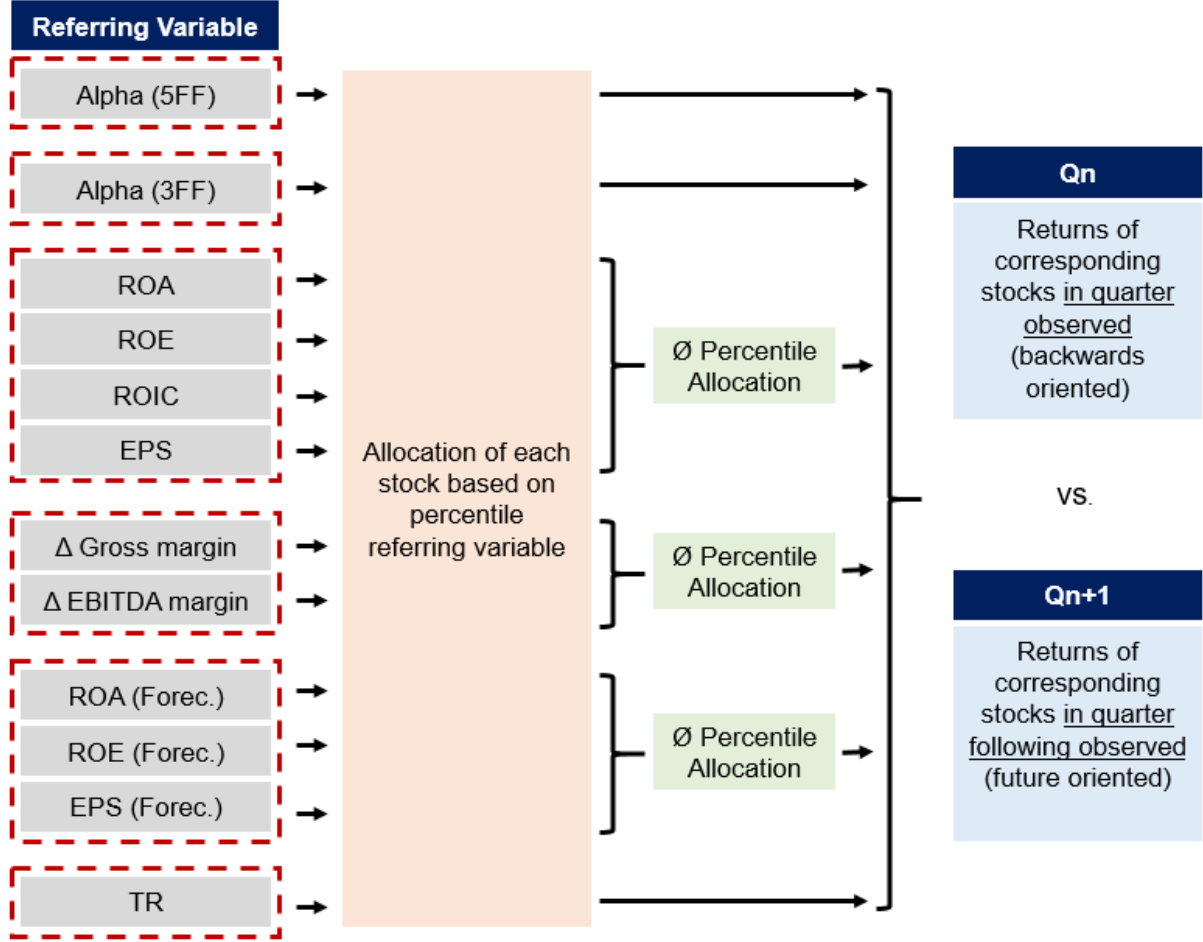 Referring Variable
Alpha (5FF)
Alpha (3FF)
ROA
ROE
ROIC
EPS
Δ Gross margin
Δ EBITDA margin
ROA (Forec.)
ROE (Forec.)
EPS (Forec.)
TR
Allocation of each
stock based on
percentile
referring variable
Ø Percentile
Allocation
Ø Percentile
Allocation
Ø Percentile
Allocation
Qn
Returns of
corresponding
stocks in quarter
observed
(backwards
oriented)
vs.
Qn+1
Returns of
corresponding
stocks in quarter
following observed
(future oriented)